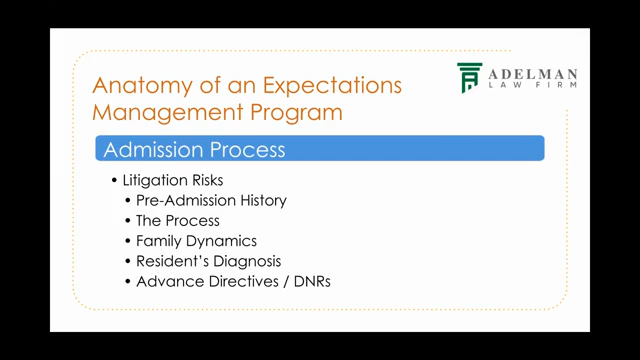 Anatomy of an Expectations
Management Program
ADELMAN
LAW FIRM
Admission Process
• Litigation Risks
• Pre-Admission History
• The Process
• Family Dynamics
• Resident’s Diagnosis
• Advance Directives / DNRs